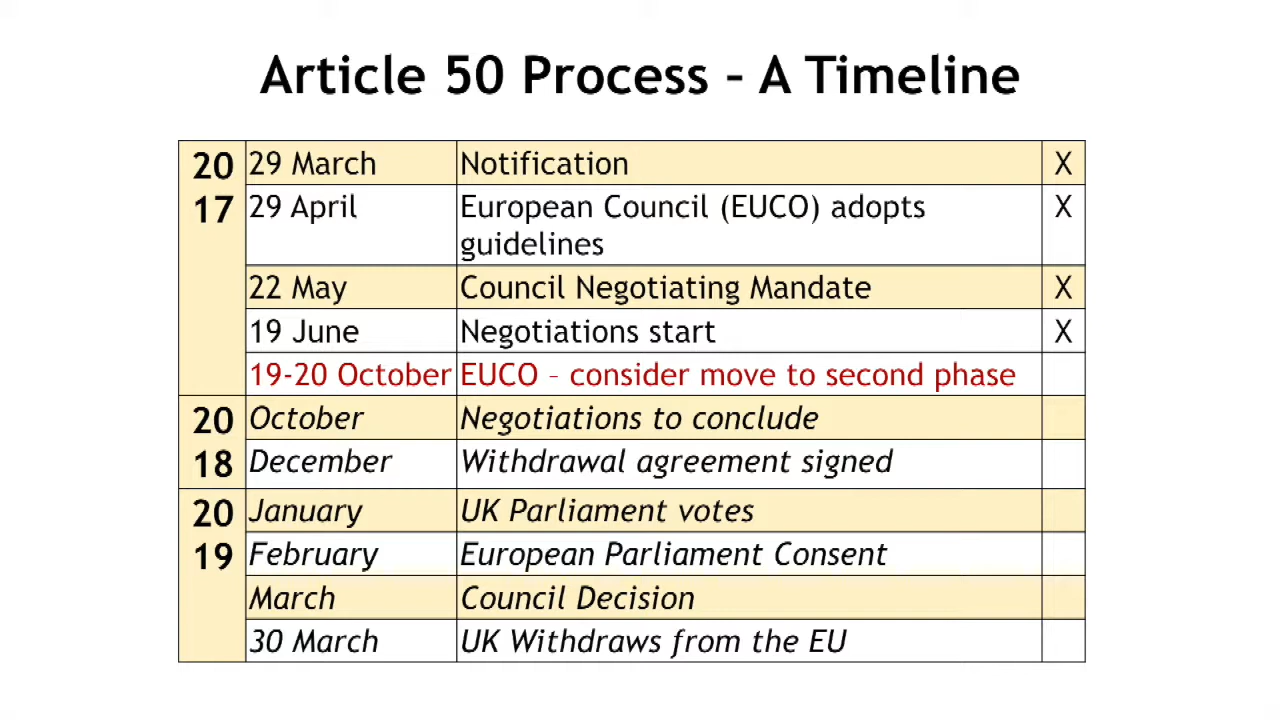 Article 50 Process – A Timeline
20 29 March Notification X
17 29 April European Council (EUCO) adopts X
guidelines
22 May Council Negotiating Mandate X
19 June Negotiations start X
19-20 October EUCO – consider move to second phase
20 October Negotiations to conclude
18 December Withdrawal agreement signed
20 January UK Parliament votes
19 February European Parliament Consent
March Council Decision
30 March UK Withdraws from the EU